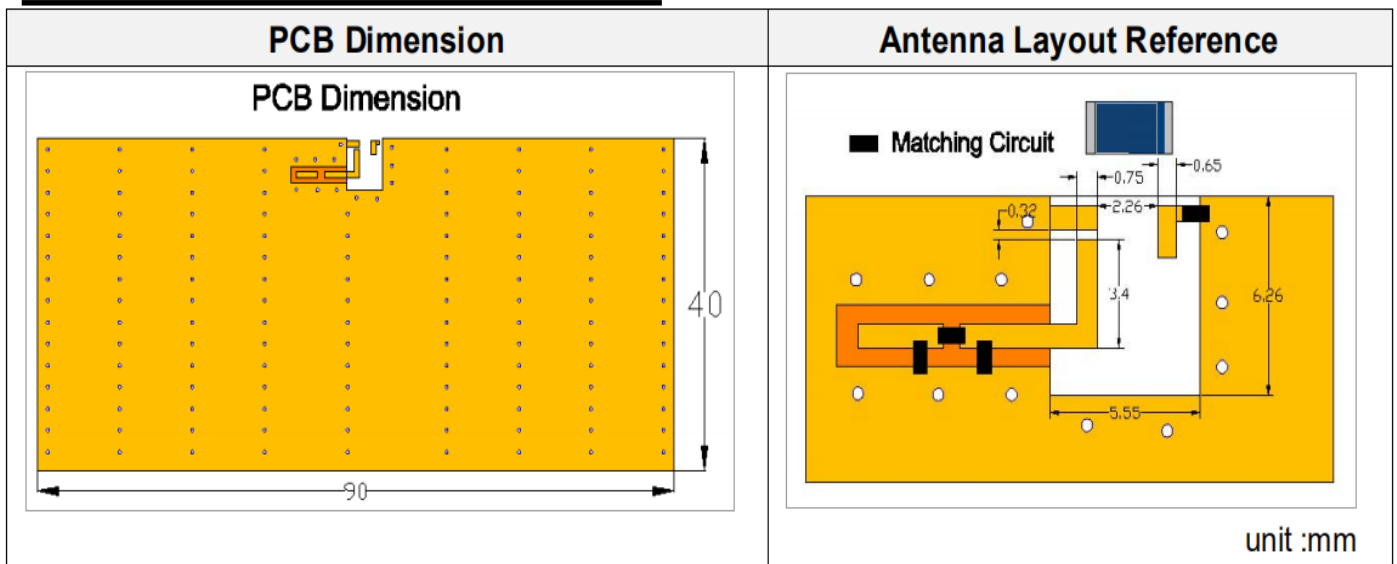 PCB Dimension
Antenna Layout Reference
PCB Dimension
40
90
Matching Circuit
0.65
0.75
2.26
0.32
3.4
6.26
5.55
unit :mm